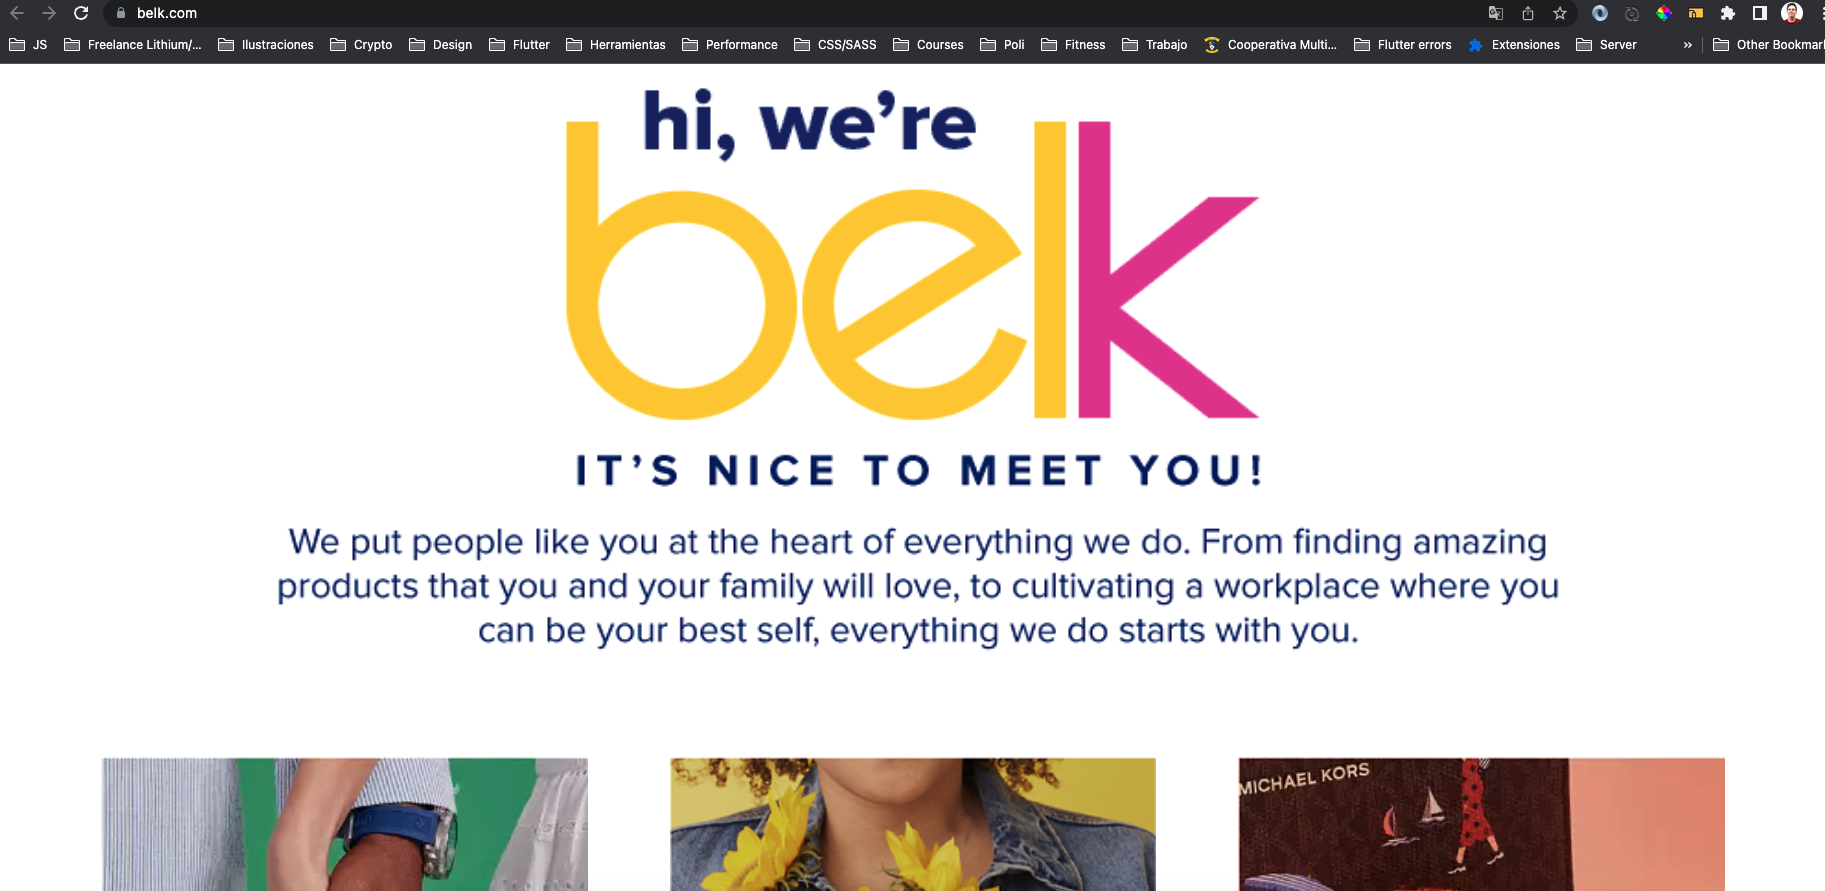 belk.com
JS Freelance Lithium/... Ilustraciones Crypto Design Flutter Herramientas Performance CSS/SASS Courses Poli Fitness Trabajo Cooperativa Multi... Flutter errors Extensiones Server » Other Bookmar
hi, we’re
belk
IT’S NICE TO MEET YOU!
We put people like you at the heart of everything we do. From finding amazing
products that you and your family will love, to cultivating a workplace where you
can be your best self, everything we do starts with you.
MICHAEL KORS